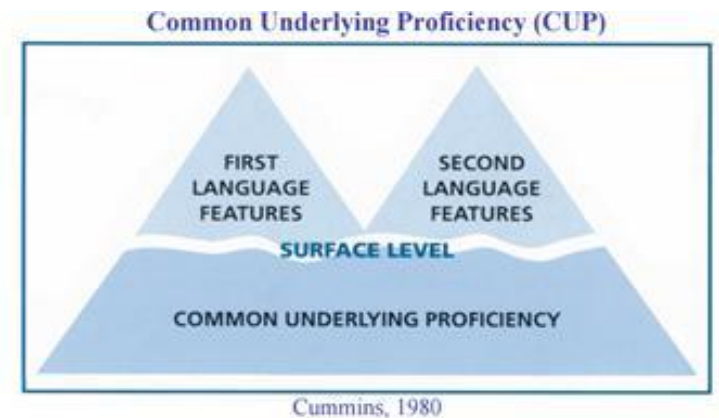 Common Underlying Proficiency (CUP)
FIRST
LANGUAGE
FEATURES
SECOND
LANGUAGE
FEATURES
SURFACE LEVEL
COMMON UNDERLYING PROFICIENCY
Cummins, 1980